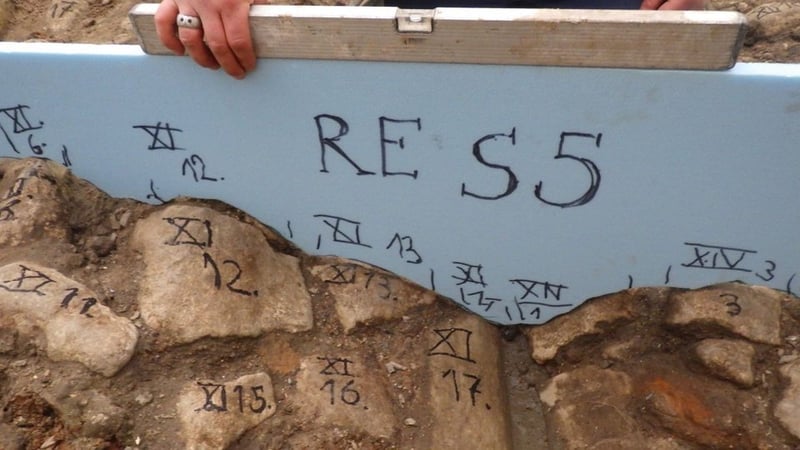 RE S5
XI.
6.
XI
12.
XI 13
XI
XIV 3
XI
12.
XI 13.
3
XI 11
XI
17.
XI
16.
XI 15.